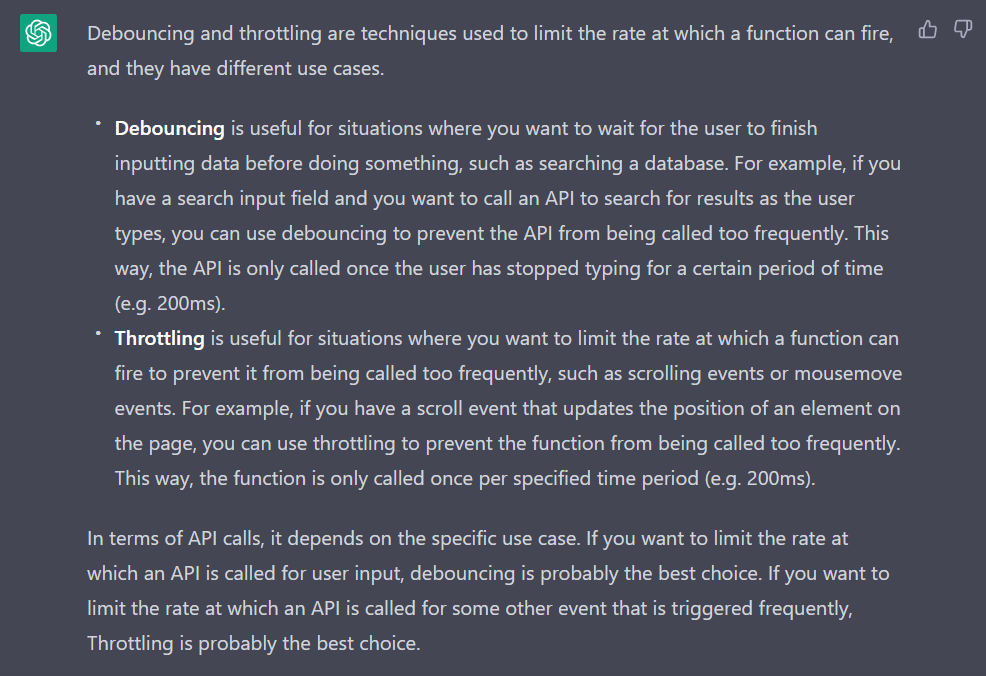 Debouncing and throttling are techniques used to limit the rate at which a function can fire,
and they have different use cases.
• Debouncing is useful for situations where you want to wait for the user to finish
inputting data before doing something, such as searching a database. For example, if you
have a search input field and you want to call an API to search for results as the user
types, you can use debouncing to prevent the API from being called too frequently. This
way, the API is only called once the user has stopped typing for a certain period of time
(e.g. 200ms).
• Throttling is useful for situations where you want to limit the rate at which a function can
fire to prevent it from being called too frequently, such as scrolling events or mousemove
events. For example, if you have a scroll event that updates the position of an element on
the page, you can use throttling to prevent the function from being called too frequently.
This way, the function is only called once per specified time period (e.g. 200ms).
In terms of API calls, it depends on the specific use case. If you want to limit the rate at
which an API is called for user input, debouncing is probably the best choice. If you want to
limit the rate at which an API is called for some other event that is triggered frequently,
Throttling is probably the best choice.